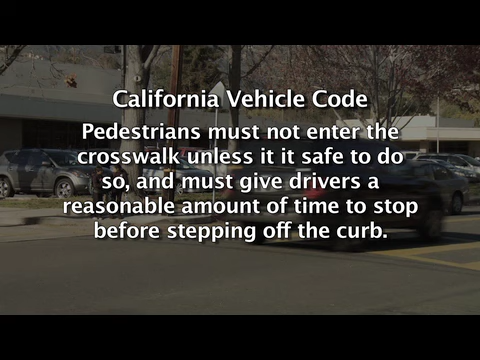 California Vehicle Code
Pedestrians must not enter the
crosswalk unless it it safe to do
so, and must give drivers a
reasonable amount of time to stop
before stepping off the curb.